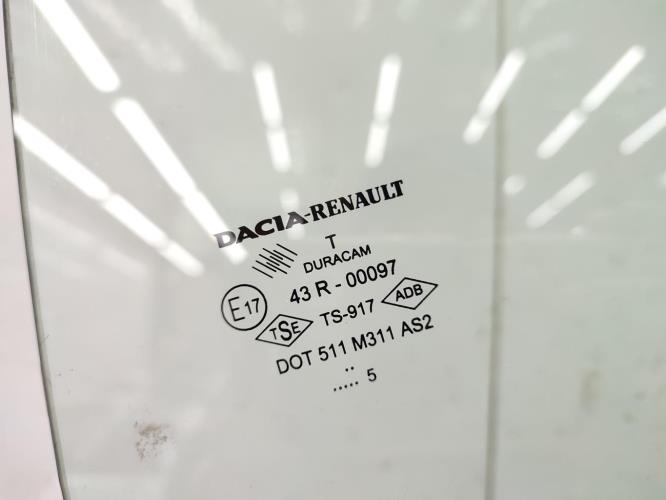 DACIA-RENAULT
T
DURACAM
E17 43 R - 00097
TSE TS-917 ADB
DOT 511 M311 AS2
..
..... 5